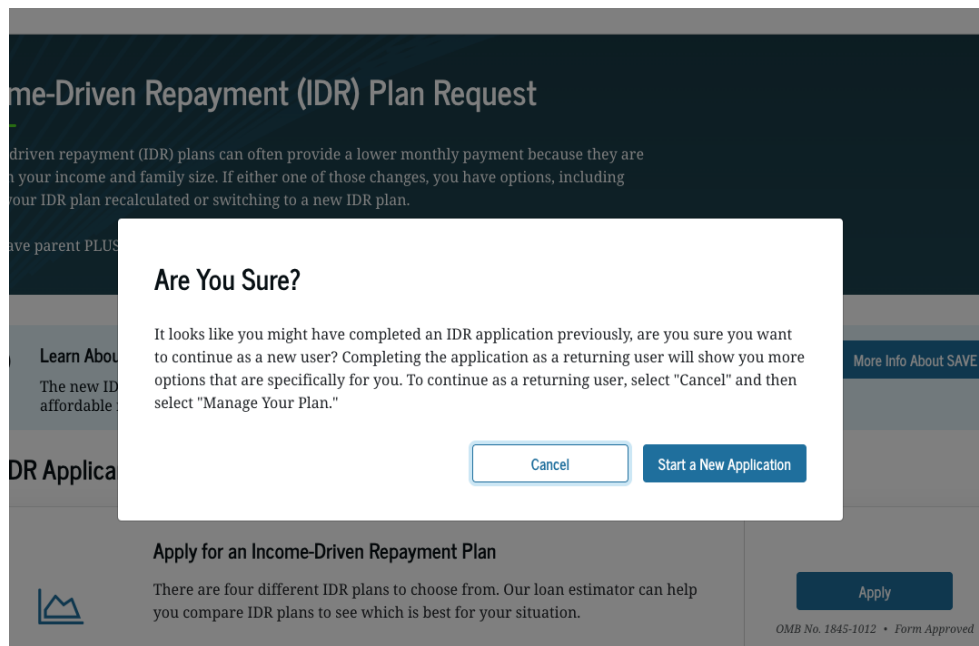 me-Driven Repayment (IDR) Plan Request
driven repayment (IDR) plans can often provide a lower monthly payment because they are
your income and family size. If either one of those changes, you have options, including
our IDR plan recalculated or switching to a new IDR plan.
ave parent PLUS
Are You Sure?
It looks like you might have completed an IDR application previously, are you sure you want
to continue as a new user? Completing the application as a returning user will show you more
options that are specifically for you. To continue as a returning user, select "Cancel" and then
select "Manage Your Plan."
Cancel
Start a New Application
Learn Abou
The new ID
affordable
More Info About SAVE
DR Applica
Apply for an Income-Driven Repayment Plan
There are four different IDR plans to choose from. Our loan estimator can help
you compare IDR plans to see which is best for your situation.
Apply
OMB No. 1845-1012 • Form Approved